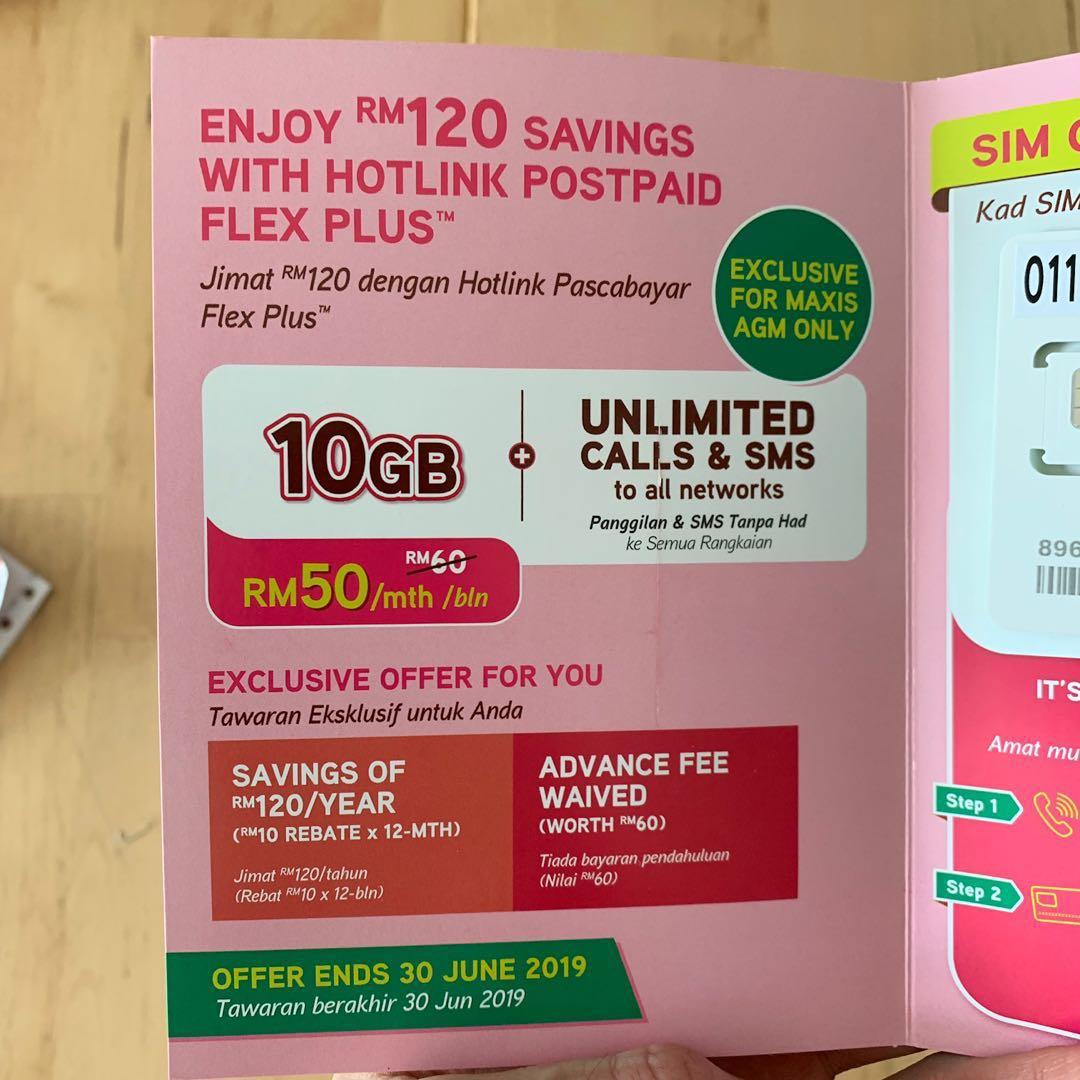 ENJOY RM120 SAVINGS
WITH HOTLINK POSTPAID
FLEX PLUS™
Jimat RM120 dengan Hotlink Pascabayar
Flex Plus™
EXCLUSIVE
FOR MAXIS
AGM ONLY
10GB
+
UNLIMITED
CALLS & SMS
to all networks
Panggilan & SMS Tanpa Had
ke Semua Rangkaian
RM60
RM50/mth /bln
EXCLUSIVE OFFER FOR YOU
Tawaran Eksklusif untuk Anda
SAVINGS OF
RM120/YEAR
(RM10 REBATE x 12-MTH)
Jimat RM120/tahun
(Rebat RM10 x 12-bln)
ADVANCE FEE
WAIVED
(WORTH RM60)
Tiada bayaran pendahuluan
(Nilai RM60)
OFFER ENDS 30 JUNE 2019
Tawaran berakhir 30 Jun 2019
SIM
Kad SIM
011
896
IT'S
Amat
Step 1
Step 2